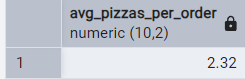 avg_pizzas_per_order
numeric (10,2)
1 2.32